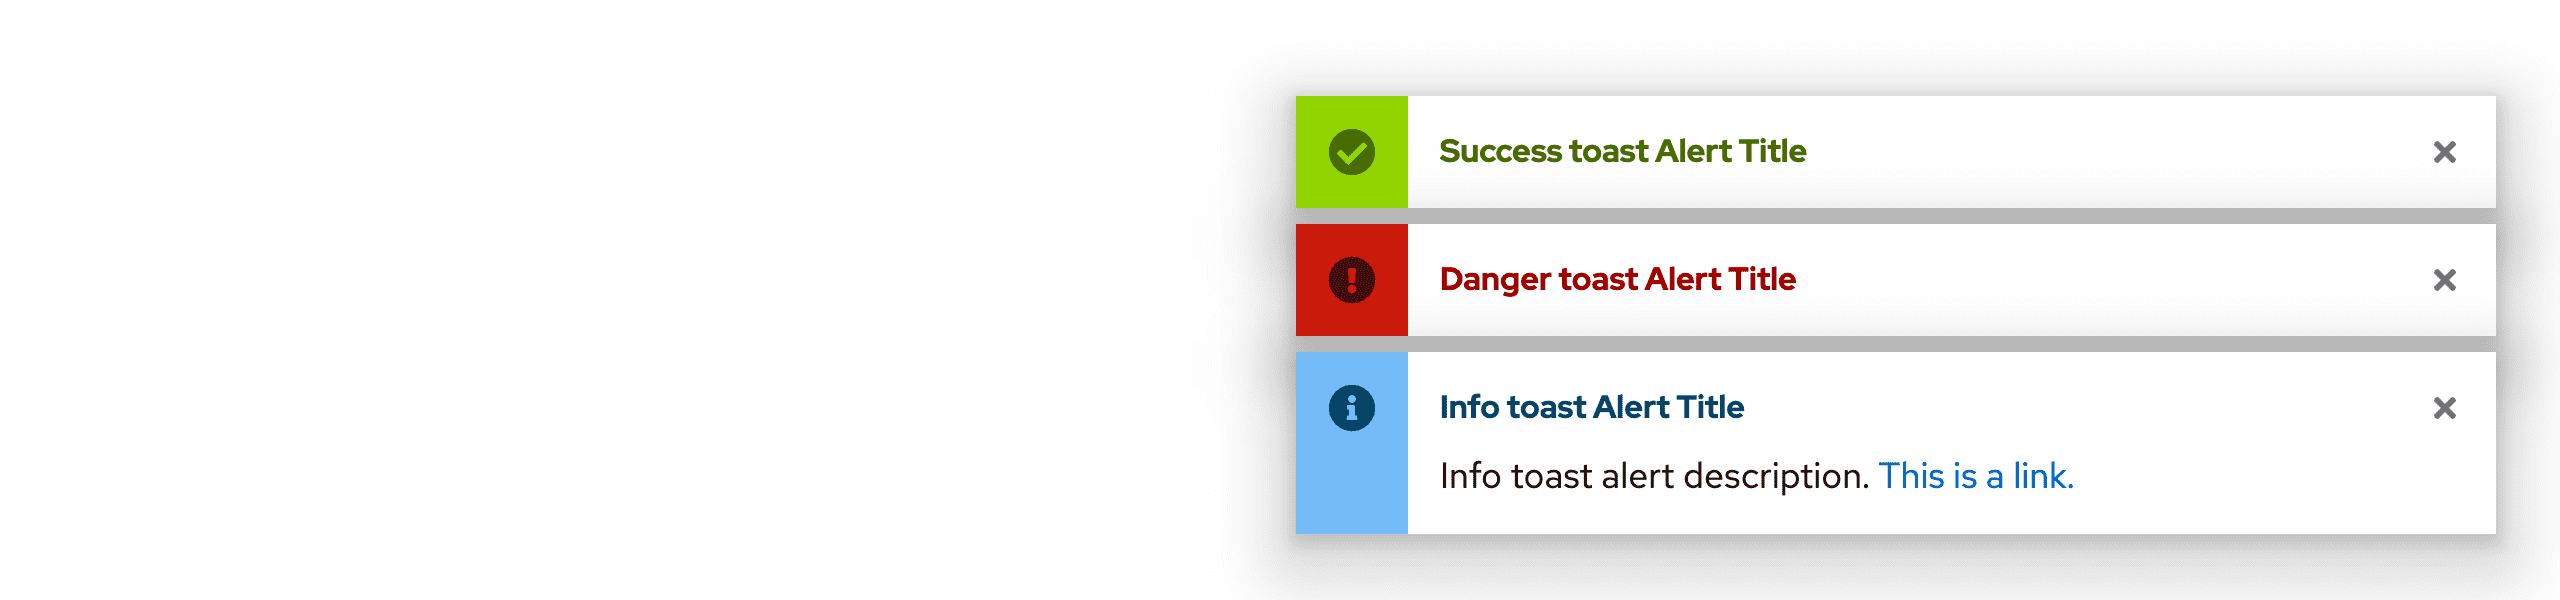 Success toast Alert Title
Danger toast Alert Title
Info toast Alert Title
Info toast alert description. This is a link.